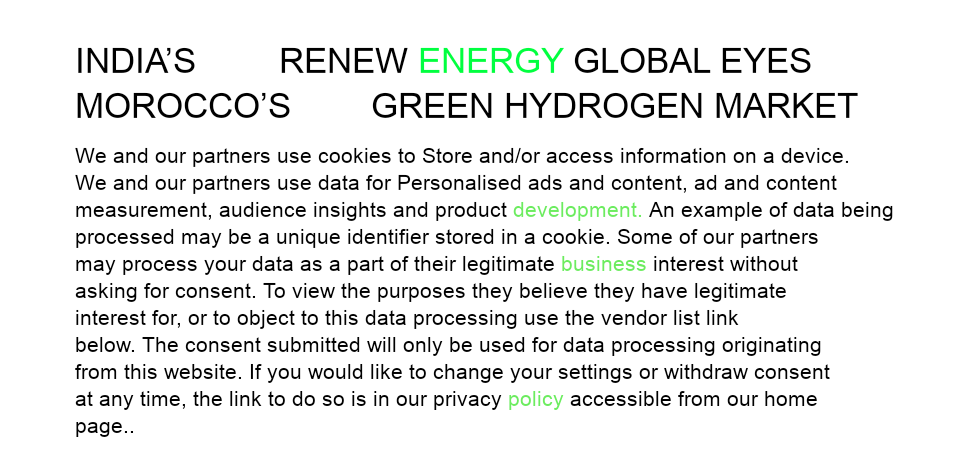 INDIA’S RENEW ENERGY GLOBAL EYES
MOROCCO’S GREEN HYDROGEN MARKET
We and our partners use cookies to Store and/or access information on a device.
We and our partners use data for Personalised ads and content, ad and content
measurement, audience insights and product development. An example of data being
processed may be a unique identifier stored in a cookie. Some of our partners
may process your data as a part of their legitimate business interest without
asking for consent. To view the purposes they believe they have legitimate
interest for, or to object to this data processing use the vendor list link
below. The consent submitted will only be used for data processing originating
from this website. If you would like to change your settings or withdraw consent
at any time, the link to do so is in our privacy policy accessible from our home
page..